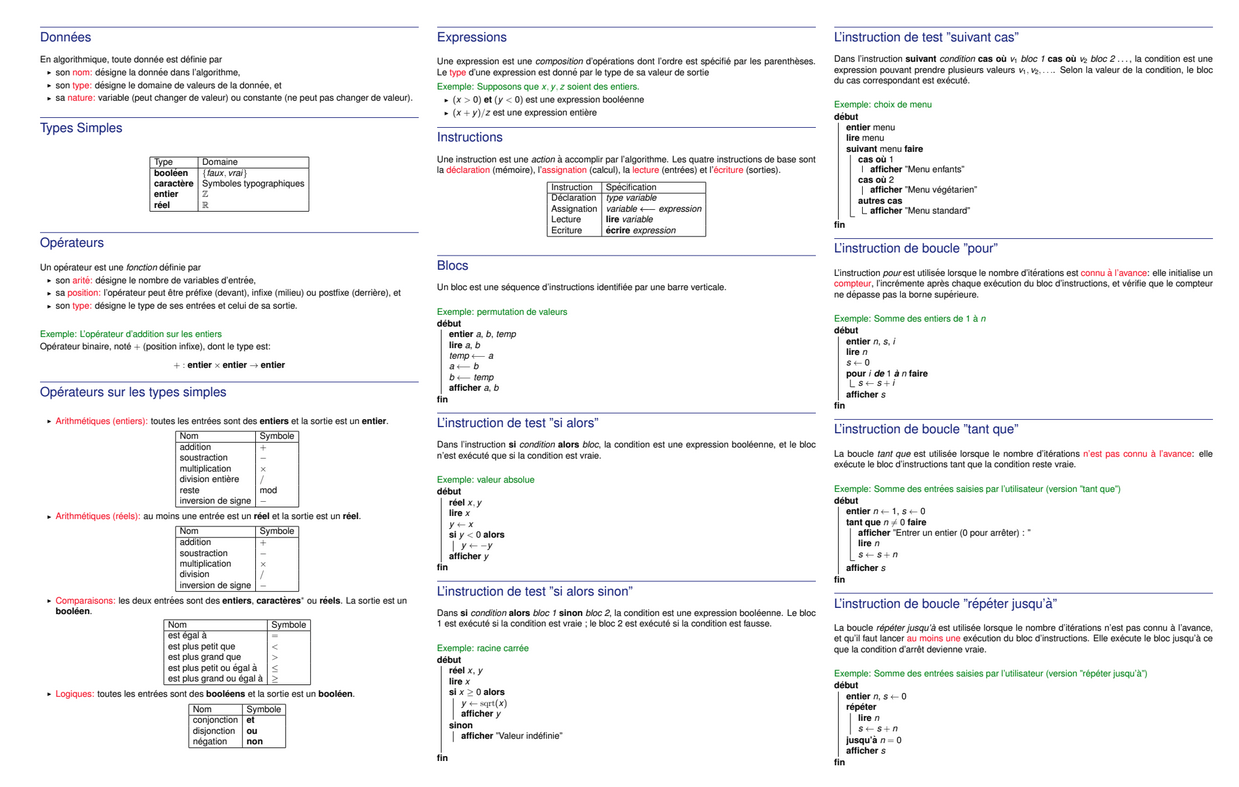 Données
En algorithmique, toute donnée est définie par
▸ son nom: désigne la donnée dans l'algorithme,
▸ son type: désigne le domaine de valeurs de la donnée, et
▸ sa nature: variable (peut changer de valeur) ou constante (ne peut pas changer de valeur).
Types Simples
Type Domaine
booléen {faux, vrai}
caractère Symboles typographiques
entier ℤ
réel ℝ
Opérateurs
Un opérateur est une fonction définie par
▸ son arité: désigne le nombre de variables d'entrée,
▸ sa position: l'opérateur peut être préfixe (devant), infixe (milieu) ou postfixe (derrière), et
▸ son type: désigne le type de ses entrées et celui de sa sortie.
Exemple: L'opérateur d'addition sur les entiers
Opérateur binaire, noté + (position infixe), dont le type est:
+ : entier × entier → entier
Opérateurs sur les types simples
▸ Arithmétiques (entiers): toutes les entrées sont des entiers et la sortie est un entier.
Nom Symbole
addition +
soustraction −
multiplication ×
division entière /
reste mod
inversion de signe −
▸ Arithmétiques (réels): au moins une entrée est un réel et la sortie est un réel.
Nom Symbole
addition +
soustraction −
multiplication ×
division /
inversion de signe −
▸ Comparaisons: les deux entrées sont des entiers, caractères* ou réels. La sortie est un
booléen.
Nom Symbole
est égal à =
est plus petit que <
est plus grand que >
est plus petit ou égal à ≤
est plus grand ou égal à ≥
▸ Logiques: toutes les entrées sont des booléens et la sortie est un booléen.
Nom Symbole
conjonction et
disjonction ou
négation non
Expressions
Une expression est une composition d'opérations dont l'ordre est spécifié par les parenthèses.
Le type d'une expression est donné par le type de sa valeur de sortie
Exemple: Supposons que x, y, z soient des entiers.
▸ (x > 0) et (y < 0) est une expression booléenne
▸ (x + y)/z est une expression entière
Instructions
Une instruction est une action à accomplir par l'algorithme. Les quatre instructions de base sont
la déclaration (mémoire), l'assignation (calcul), la lecture (entrées) et l'écriture (sorties).
Instruction Spécification
Déclaration type variable
Assignation variable ⟵ expression
Lecture lire variable
Ecriture écrire expression
Blocs
Un bloc est une séquence d'instructions identifiée par une barre verticale.
Exemple: permutation de valeurs
début
entier a, b, temp
lire a, b
temp ⟵ a
a ⟵ b
b ⟵ temp
afficher a, b
fin
L'instruction de test "si alors"
Dans l'instruction si condition alors bloc, la condition est une expression booléenne, et le bloc
n'est exécuté que si la condition est vraie.
Exemple: valeur absolue
début
réel x, y
lire x
y ← x
si y < 0 alors
y ← −y
afficher y
fin
L'instruction de test "si alors sinon"
Dans si condition alors bloc 1 sinon bloc 2, la condition est une expression booléenne. Le bloc
1 est exécuté si la condition est vraie ; le bloc 2 est exécuté si la condition est fausse.
Exemple: racine carrée
début
réel x, y
lire x
si x ≥ 0 alors
y ← sqrt(x)
afficher y
sinon
afficher "Valeur indéfinie"
fin
L'instruction de test "suivant cas"
Dans l'instruction suivant condition cas où v₁ bloc 1 cas où v₂ bloc 2 ..., la condition est une
expression pouvant prendre plusieurs valeurs v₁, v₂, .... Selon la valeur de la condition, le bloc
du cas correspondant est exécuté.
Exemple: choix de menu
début
entier menu
lire menu
suivant menu faire
cas où 1
afficher "Menu enfants"
cas où 2
afficher "Menu végétarien"
autres cas
afficher "Menu standard"
fin
L'instruction de boucle "pour"
L'instruction pour est utilisée lorsque le nombre d'itérations est connu à l'avance: elle initialise un
compteur, l'incrémente après chaque exécution du bloc d'instructions, et vérifie que le compteur
ne dépasse pas la borne supérieure.
Exemple: Somme des entiers de 1 à n
début
entier n, s, i
lire n
s ← 0
pour i de 1 à n faire
s ← s + i
afficher s
fin
L'instruction de boucle "tant que"
La boucle tant que est utilisée lorsque le nombre d'itérations n'est pas connu à l'avance: elle
exécute le bloc d'instructions tant que la condition reste vraie.
Exemple: Somme des entrées saisies par l'utilisateur (version "tant que")
début
entier n ← 1, s ← 0
tant que n ≠ 0 faire
afficher "Entrer un entier (0 pour arrêter) : "
lire n
s ← s + n
afficher s
fin
L'instruction de boucle "répéter jusqu'à"
La boucle répéter jusqu'à est utilisée lorsque le nombre d'itérations n'est pas connu à l'avance,
et qu'il faut lancer au moins une exécution du bloc d'instructions. Elle exécute le bloc jusqu'à ce
que la condition d'arrêt devienne vraie.
Exemple: Somme des entrées saisies par l'utilisateur (version "répéter jusqu'à")
début
entier n, s ← 0
répéter
lire n
s ← s + n
jusqu'à n = 0
afficher s
fin